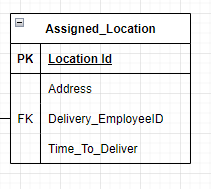 Assigned_Location
PK Location Id
Address
FK Delivery_EmployeeID
Time_To_Deliver